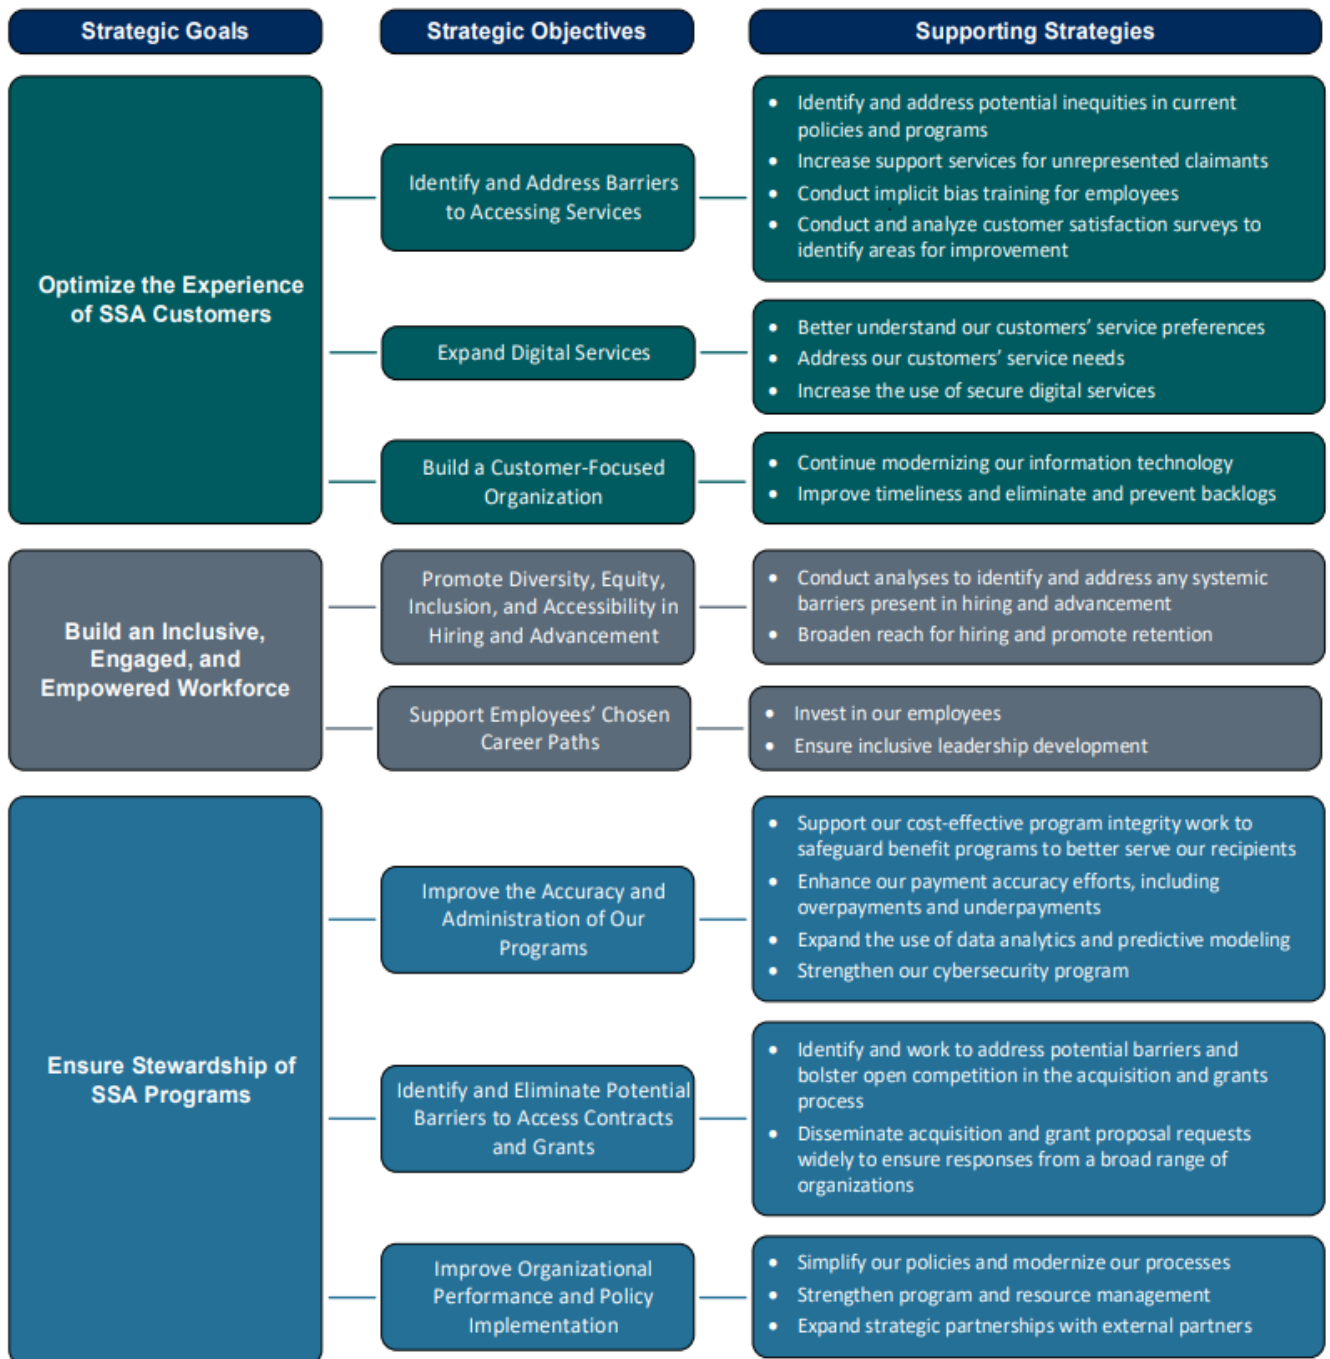 Strategic Goals
Strategic Objectives
Supporting Strategies
Optimize the Experience
of SSA Customers
Identify and Address Barriers
to Accessing Services
• Identify and address potential inequities in current
policies and programs
• Increase support services for unrepresented claimants
• Conduct implicit bias training for employees
• Conduct and analyze customer satisfaction surveys to
identify areas for improvement
Expand Digital Services
• Better understand our customers’ service preferences
• Address our customers’ service needs
• Increase the use of secure digital services
Build a Customer-Focused
Organization
• Continue modernizing our information technology
• Improve timeliness and eliminate and prevent backlogs
Build an Inclusive,
Engaged, and
Empowered Workforce
Promote Diversity, Equity,
Inclusion, and Accessibility in
Hiring and Advancement
• Conduct analyses to identify and address any systemic
barriers present in hiring and advancement
• Broaden reach for hiring and promote retention
Support Employees’ Chosen
Career Paths
• Invest in our employees
• Ensure inclusive leadership development
Ensure Stewardship of
SSA Programs
Improve the Accuracy and
Administration of Our
Programs
• Support our cost-effective program integrity work to
safeguard benefit programs to better serve our recipients
• Enhance our payment accuracy efforts, including
overpayments and underpayments
• Expand the use of data analytics and predictive modeling
• Strengthen our cybersecurity program
Identify and Eliminate Potential
Barriers to Access Contracts
and Grants
• Identify and work to address potential barriers and
bolster open competition in the acquisition and grants
process
• Disseminate acquisition and grant proposal requests
widely to ensure responses from a broad range of
organizations
Improve Organizational
Performance and Policy
Implementation
• Simplify our policies and modernize our processes
• Strengthen program and resource management
• Expand strategic partnerships with external partners